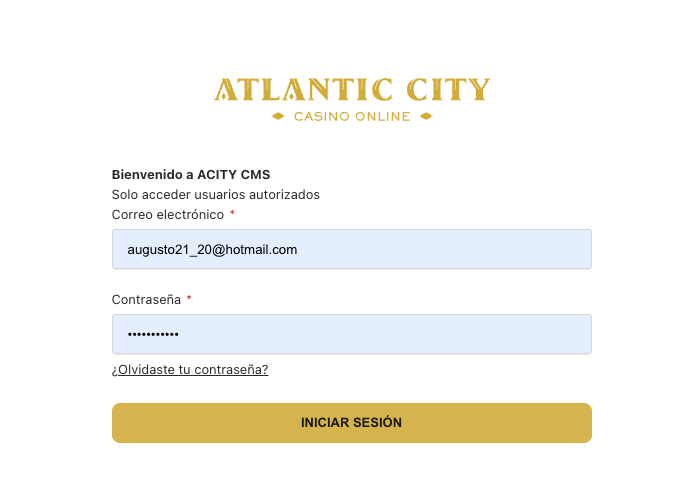 ATLANTIC CITY
CASINO ONLINE
Bienvenido a ACITY CMS
Solo acceder usuarios autorizados
Correo electrónico *
augusto21_20@hotmail.com
Contraseña *
•••••••••••
¿Olvidaste tu contraseña?
INICIAR SESIÓN